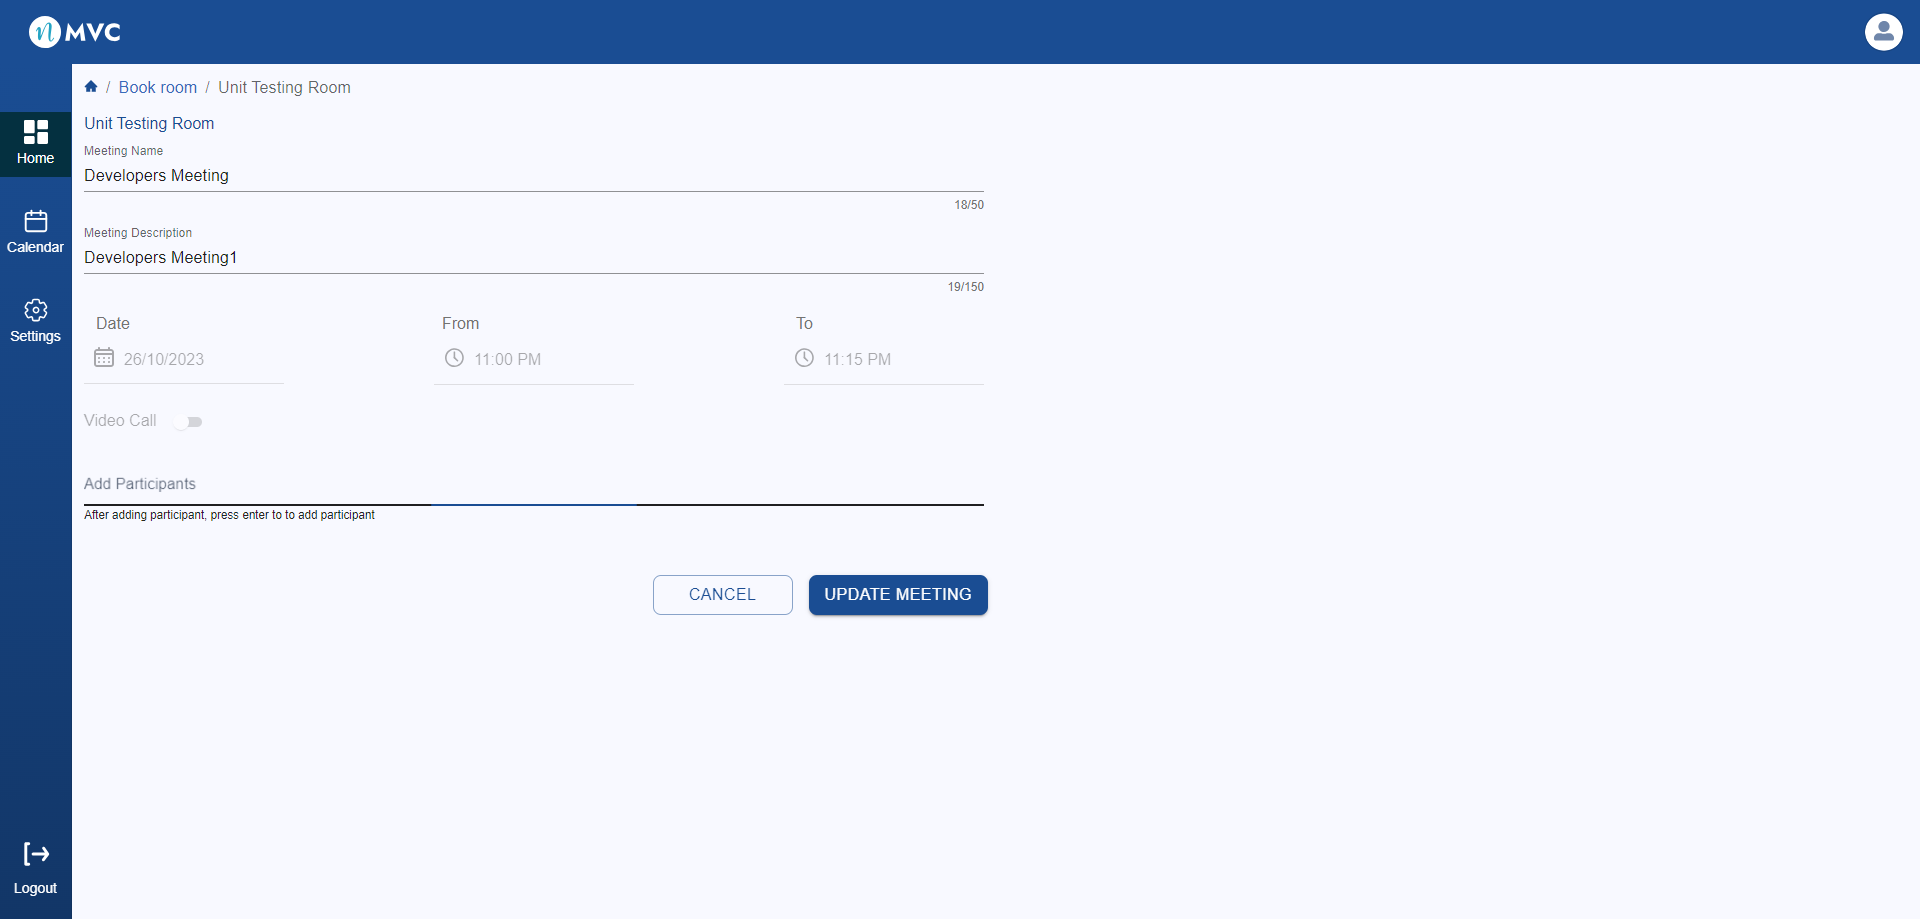 n MVC
Home
Calendar
Settings
Logout
/ Book room / Unit Testing Room
Unit Testing Room
Meeting Name
Developers Meeting
18/50
Meeting Description
Developers Meeting1
19/150
Date From To
26/10/2023 11:00 PM 11:15 PM
Video Call
Add Participants
After adding participant, press enter to to add participant
CANCEL UPDATE MEETING